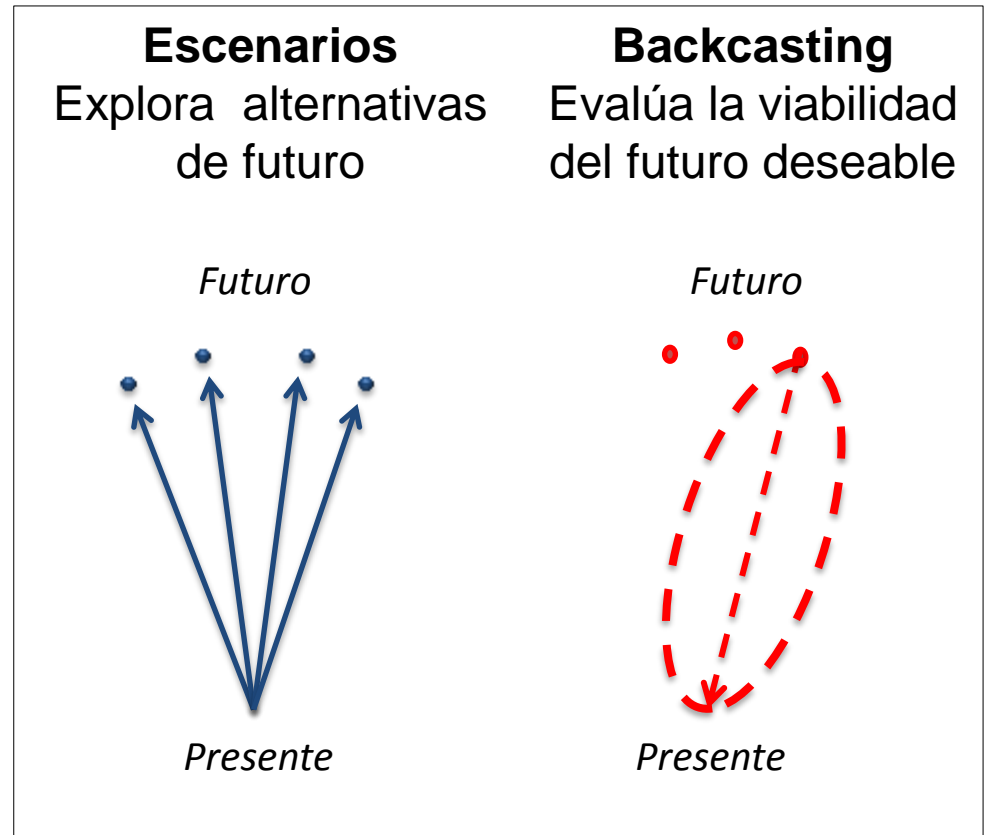 Escenarios
Explora alternativas
de futuro
Futuro
Presente
Backcasting
Evalúa la viabilidad
del futuro deseable
Futuro
Presente